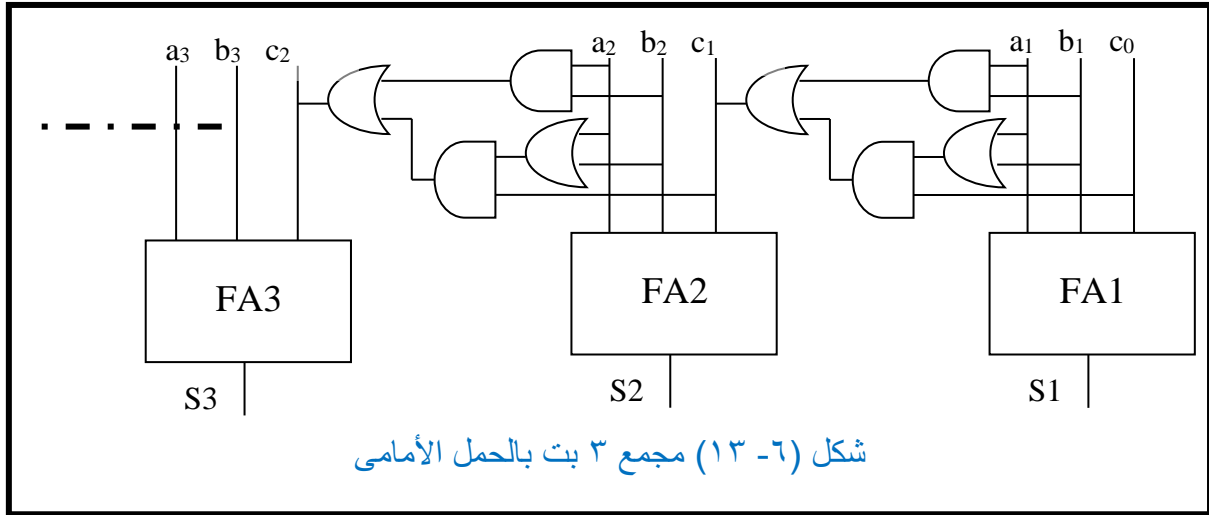 a3 b3 c2 a2 b2 c1 a1 b1 c0
FA3 FA2 FA1
S3 S2 S1
شكل (٦- ١٣) مجمع ٣ بت بالحمل الأمامى